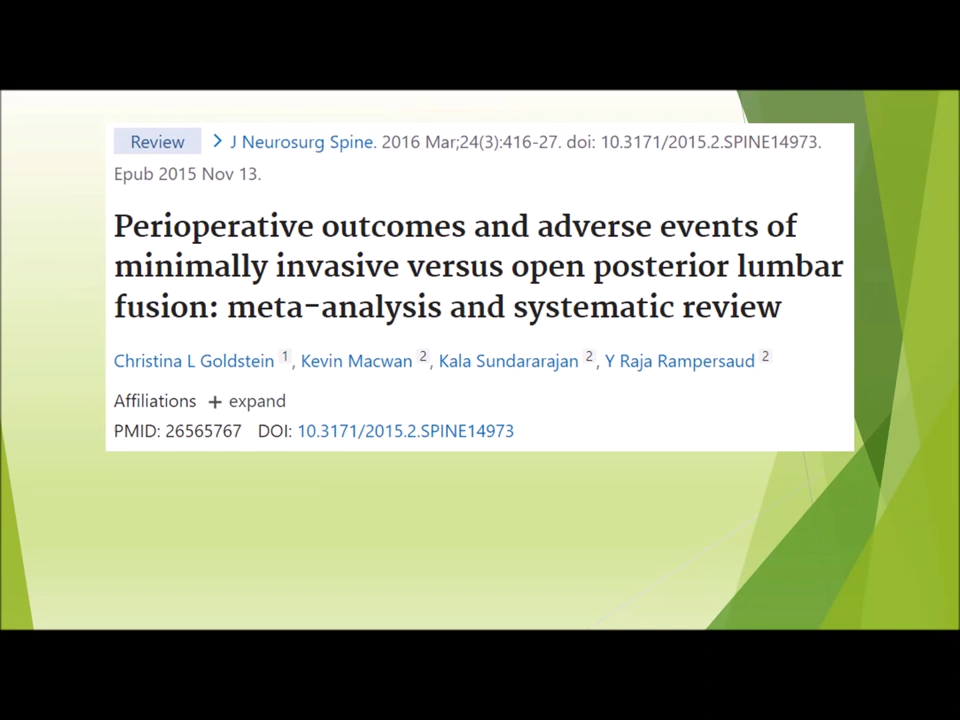 Review > J Neurosurg Spine. 2016 Mar;24(3):416-27. doi: 10.3171/2015.2.SPINE14973.
Epub 2015 Nov 13.
Perioperative outcomes and adverse events of
minimally invasive versus open posterior lumbar
fusion: meta-analysis and systematic review
Christina L Goldstein 1, Kevin Macwan 2, Kala Sundararajan 2, Y Raja Rampersaud 2
Affiliations + expand
PMID: 26565767 DOI: 10.3171/2015.2.SPINE14973